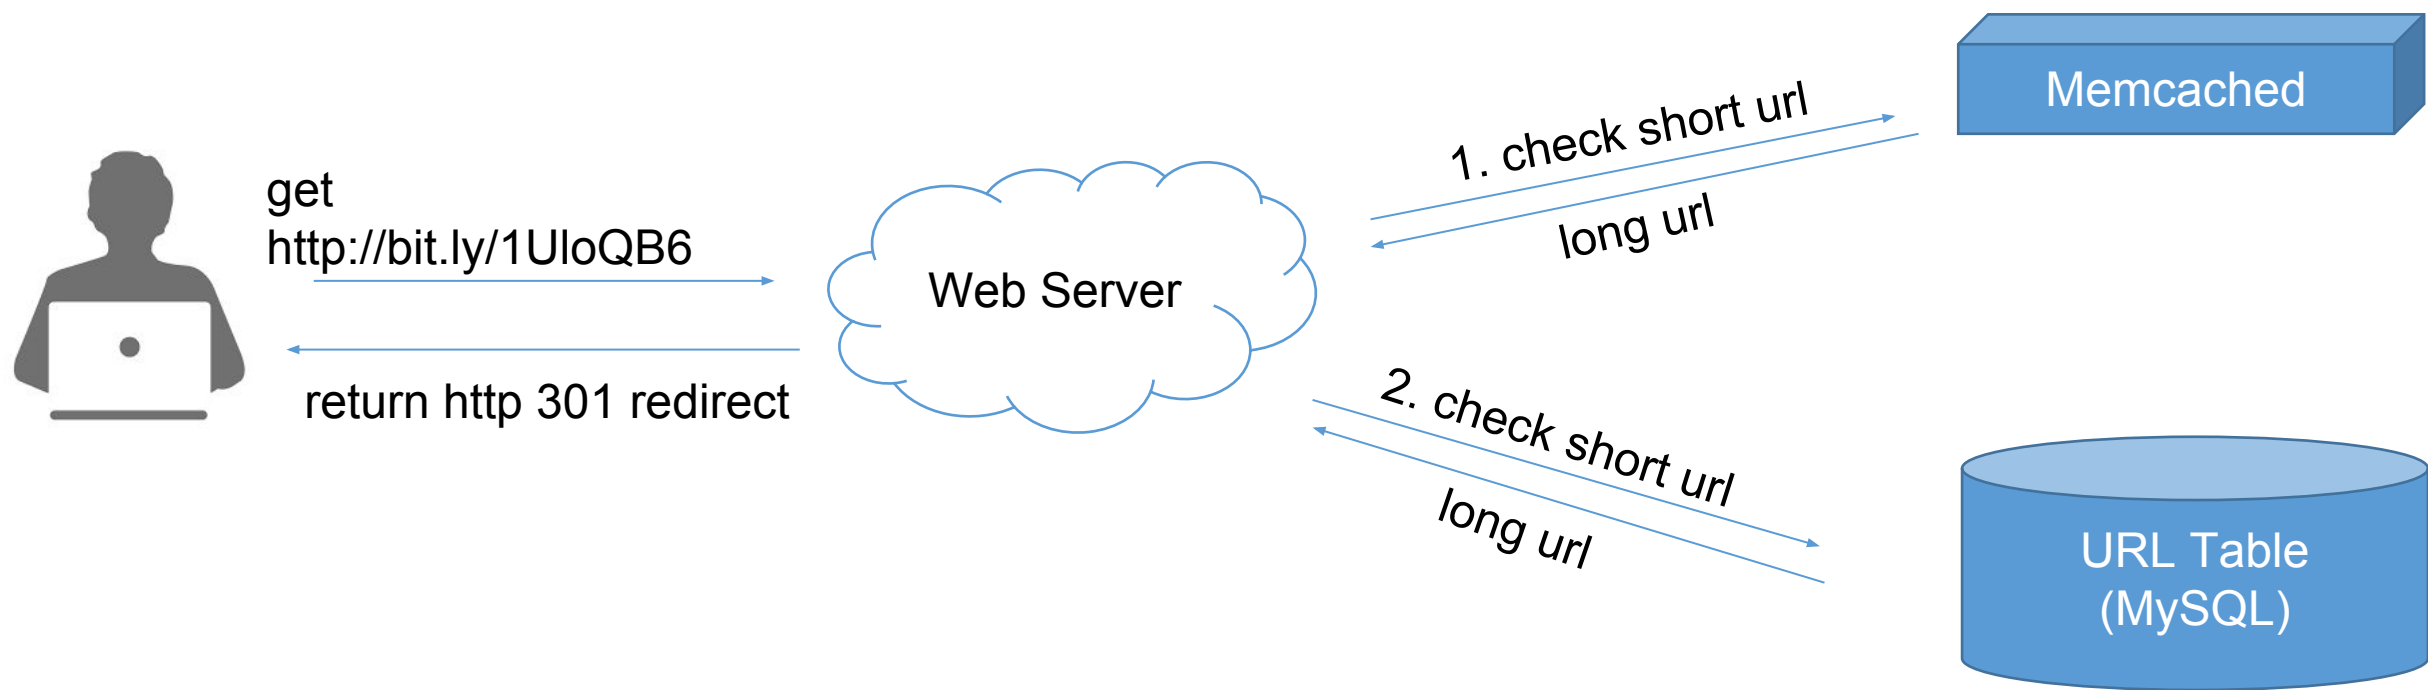 get
http://bit.ly/1UloQB6
return http 301 redirect
Web Server
1. check short url
long url
2. check short url
long url
Memcached
URL Table
(MySQL)